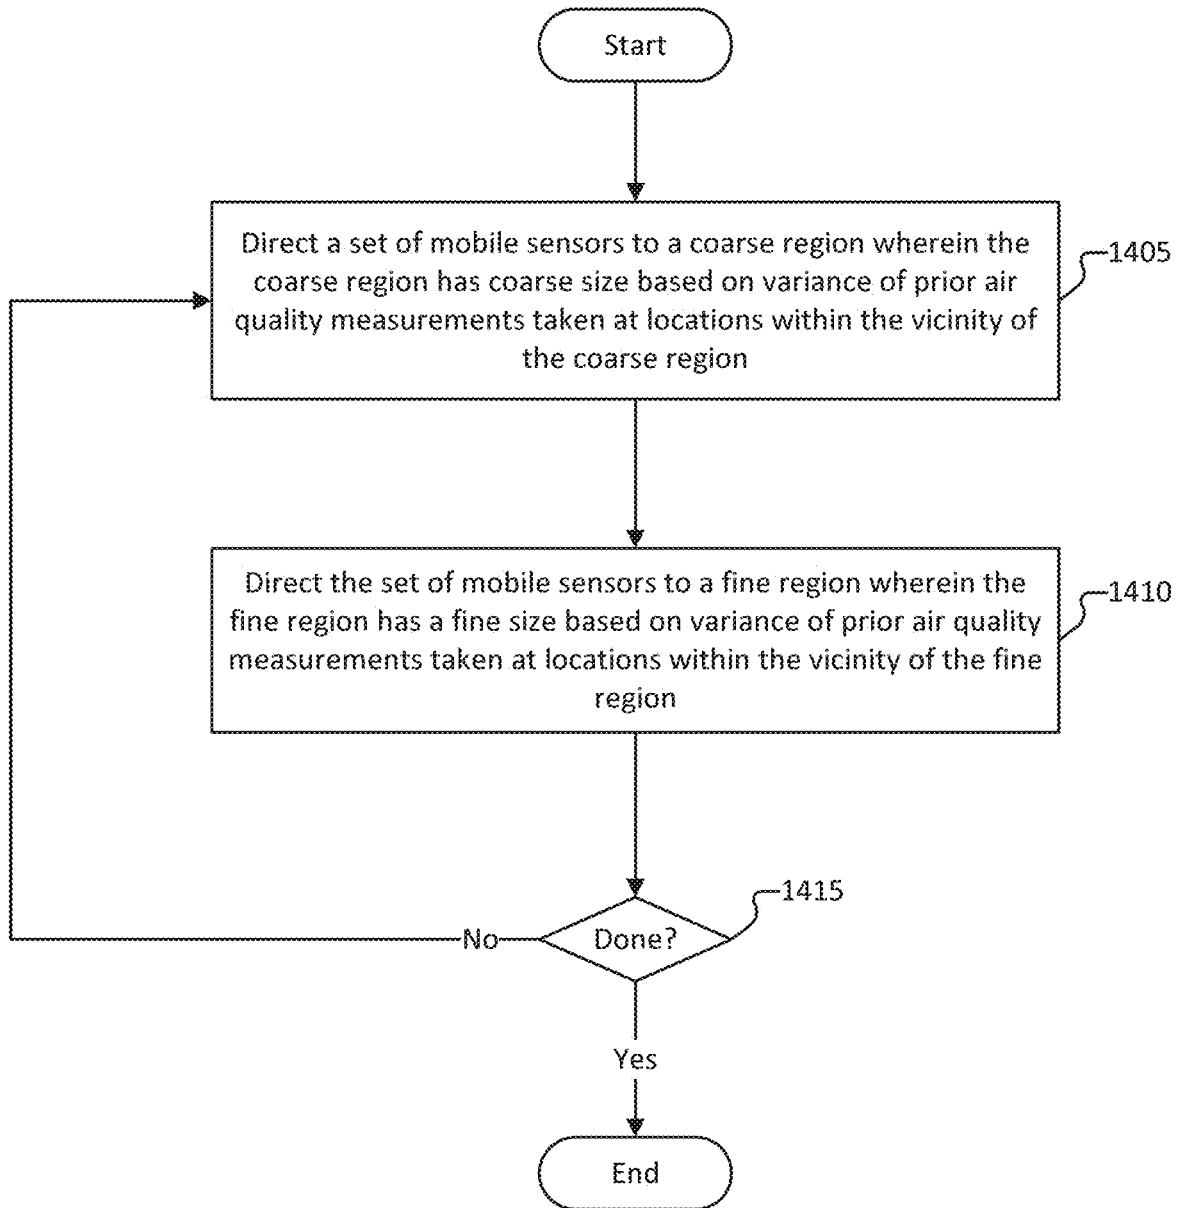 Start
Direct a set of mobile sensors to a coarse region wherein the
coarse region has coarse size based on variance of prior air
quality measurements taken at locations within the vicinity of
the coarse region
1405
Direct the set of mobile sensors to a fine region wherein the
fine region has a fine size based on variance of prior air quality
measurements taken at locations within the vicinity of the fine
region
1410
1415
No
Done?
Yes
End